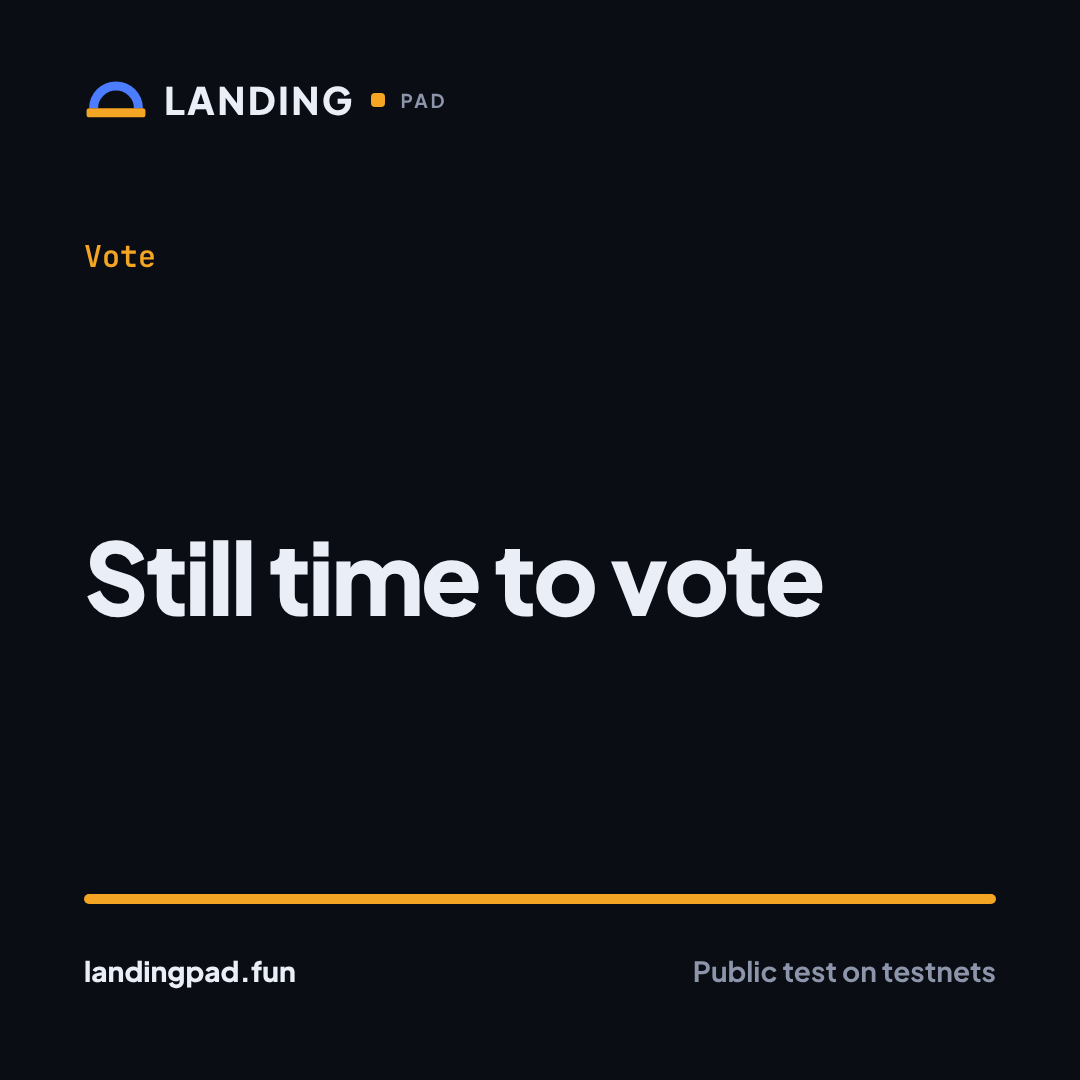 LANDING PAD
Vote
Still time to vote
landingpad.fun
Public test on testnets